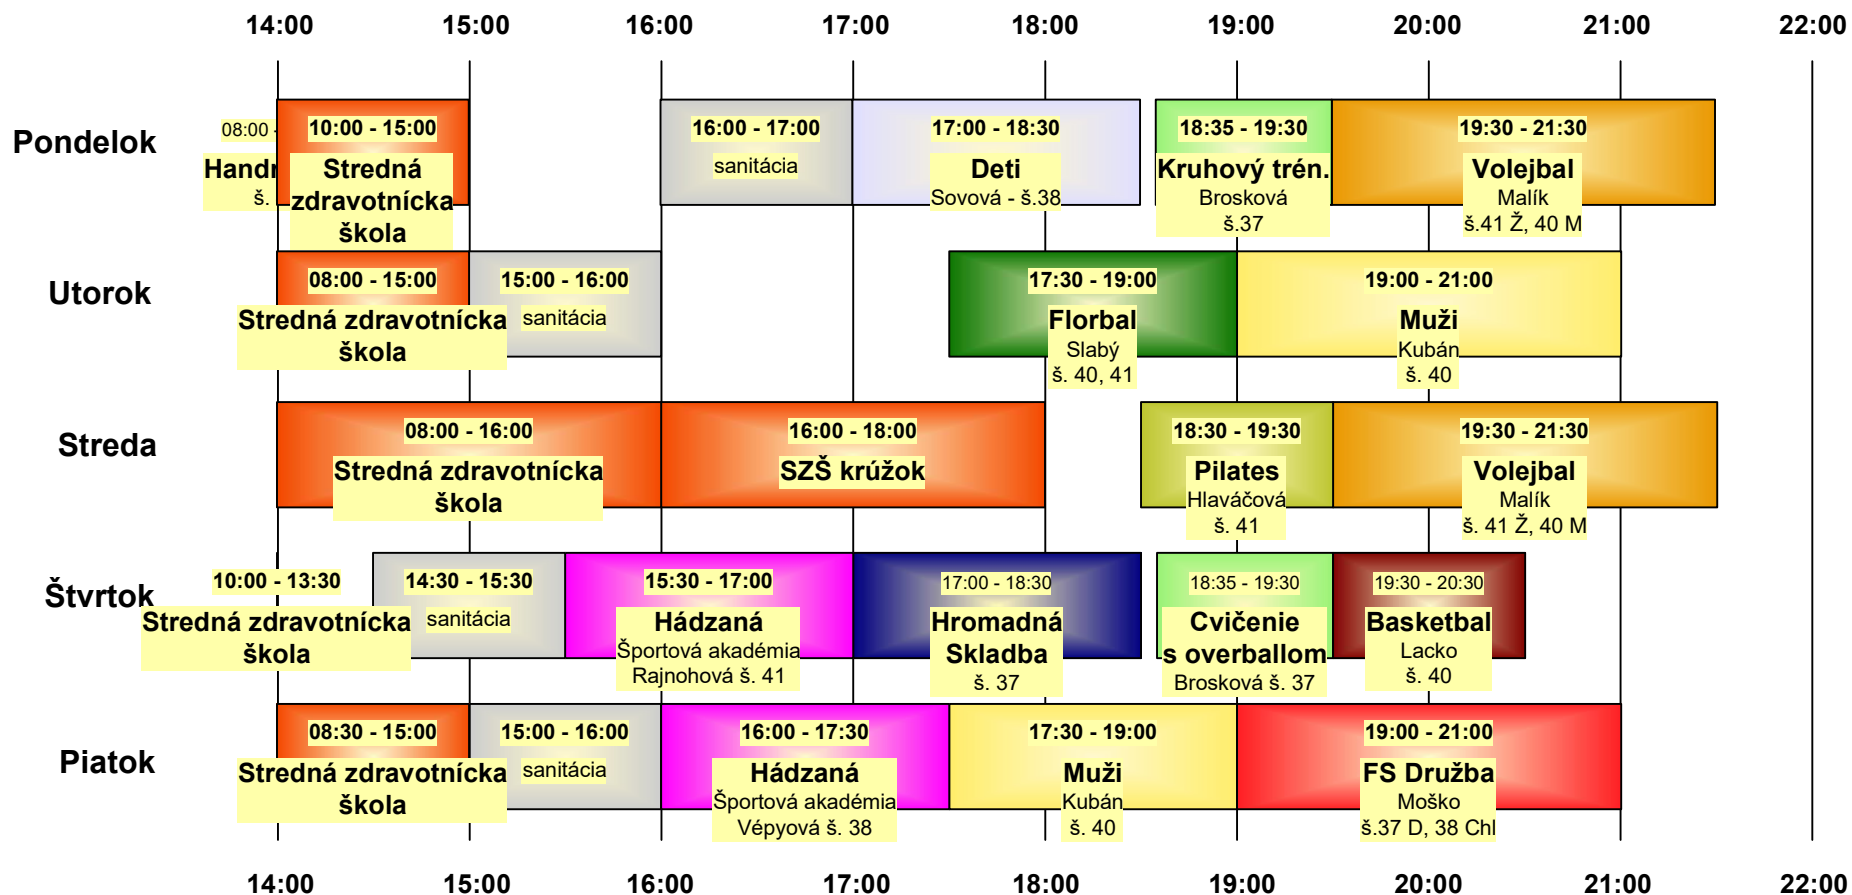 14:00 15:00 16:00 17:00 18:00 19:00 20:00 21:00 22:00
Pondelok
08:00 -
š.
10:00 - 15:00
Stredná
zdravotnícka
škola
16:00 - 17:00
sanitácia
17:00 - 18:30
Deti
Sovová - š.38
18:35 - 19:30
Kruhový trén.
Brosková
š.37
19:30 - 21:30
Volejbal
Malík
š.41 Ž, 40 M
Utorok
08:00 - 15:00
Stredná zdravotnícka
škola
15:00 - 16:00
sanitácia
17:30 - 19:00
Florbal
Slabý
š. 40, 41
19:00 - 21:00
Muži
Kubán
š. 40
Streda
08:00 - 16:00
Stredná zdravotnícka
škola
16:00 - 18:00
SZŠ krúžok
18:30 - 19:30
Pilates
Hlaváčová
š. 41
19:30 - 21:30
Volejbal
Malík
š. 41 Ž, 40 M
Štvrtok
10:00 - 13:30
Stredná zdravotnícka
škola
14:30 - 15:30
sanitácia
15:30 - 17:00
Hádzaná
Športová akadémia
Rajnohová š. 41
17:00 - 18:30
Hromadná
Skladba
š. 37
18:35 - 19:30
Cvičenie
s overballom
Brosková š. 37
19:30 - 20:30
Basketbal
Lacko
š. 40
Piatok
08:30 - 15:00
Stredná zdravotnícka
škola
15:00 - 16:00
sanitácia
16:00 - 17:30
Hádzaná
Športová akadémia
Vépyová š. 38
17:30 - 19:00
Muži
Kubán
š. 40
19:00 - 21:00
FS Družba
Moško
š.37 D, 38 Chl
14:00 15:00 16:00 17:00 18:00 19:00 20:00 21:00 22:00